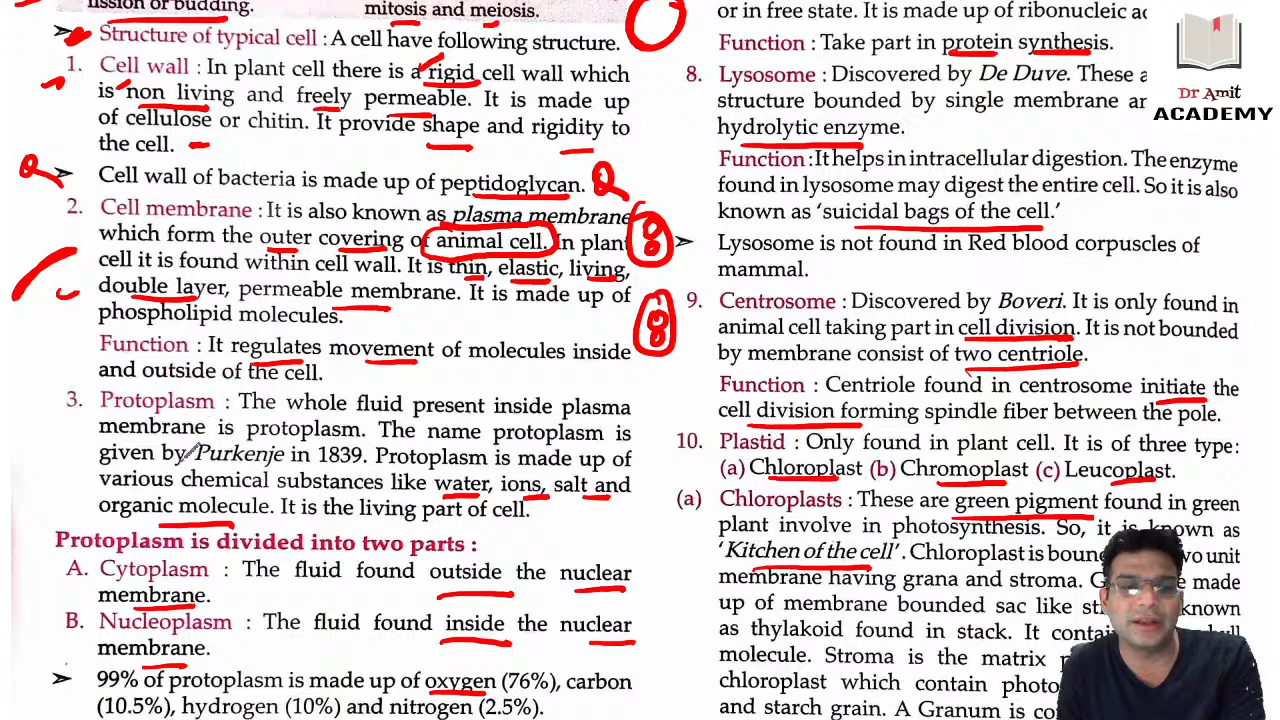 fission or budding.
mitosis and meiosis.
➤ Structure of typical cell : A cell have following structure.
1. Cell wall : In plant cell there is a rigid cell wall which
is non living and freely permeable. It is made up
of cellulose or chitin. It provide shape and rigidity to
the cell.
➤ Cell wall of bacteria is made up of peptidoglycan.
2. Cell membrane : It is also known as plasma membrane
which form the outer covering of animal cell. In plant
cell it is found within cell wall. It is thin, elastic, living,
double layer, permeable membrane. It is made up of
phospholipid molecules.
Function : It regulates movement of molecules inside
and outside of the cell.
3. Protoplasm : The whole fluid present inside plasma
membrane is protoplasm. The name protoplasm is
given by Purkenje in 1839. Protoplasm is made up of
various chemical substances like water, ions, salt and
organic molecule. It is the living part of cell.
Protoplasm is divided into two parts :
A. Cytoplasm : The fluid found outside the nuclear
membrane.
B. Nucleoplasm : The fluid found inside the nuclear
membrane.
➤ 99% of protoplasm is made up of oxygen (76%), carbon
(10.5%), hydrogen (10%) and nitrogen (2.5%).
or in free state. It is made up of ribonucleic
Function : Take part in protein synthesis.
8. Lysosome : Discovered by De Duve. These
structure bounded by single membrane
hydrolytic enzyme.
Function : It helps in intracellular digestion. The enzyme
found in lysosome may digest the entire cell. So it is also
known as ‘suicidal bags of the cell.’
➤ Lysosome is not found in Red blood corpuscles of
mammal.
9. Centrosome : Discovered by Boveri. It is only found in
animal cell taking part in cell division. It is not bounded
by membrane consist of two centriole.
Function : Centriole found in centrosome initiate the
cell division forming spindle fiber between the pole.
10. Plastid : Only found in plant cell. It is of three type:
(a) Chloroplast (b) Chromoplast (c) Leucoplast.
(a) Chloroplasts : These are green pigment found in green
plant involve in photosynthesis. So, it is known as
‘Kitchen of the cell’. Chloroplast is unit
membrane having grana and stroma. made
up of membrane bounded sac like known
as thylakoid found in stack. It
molecule. Stroma is the matrix
chloroplast which contain
and starch grain. A Granum is
Dr Amit
ACADEMY